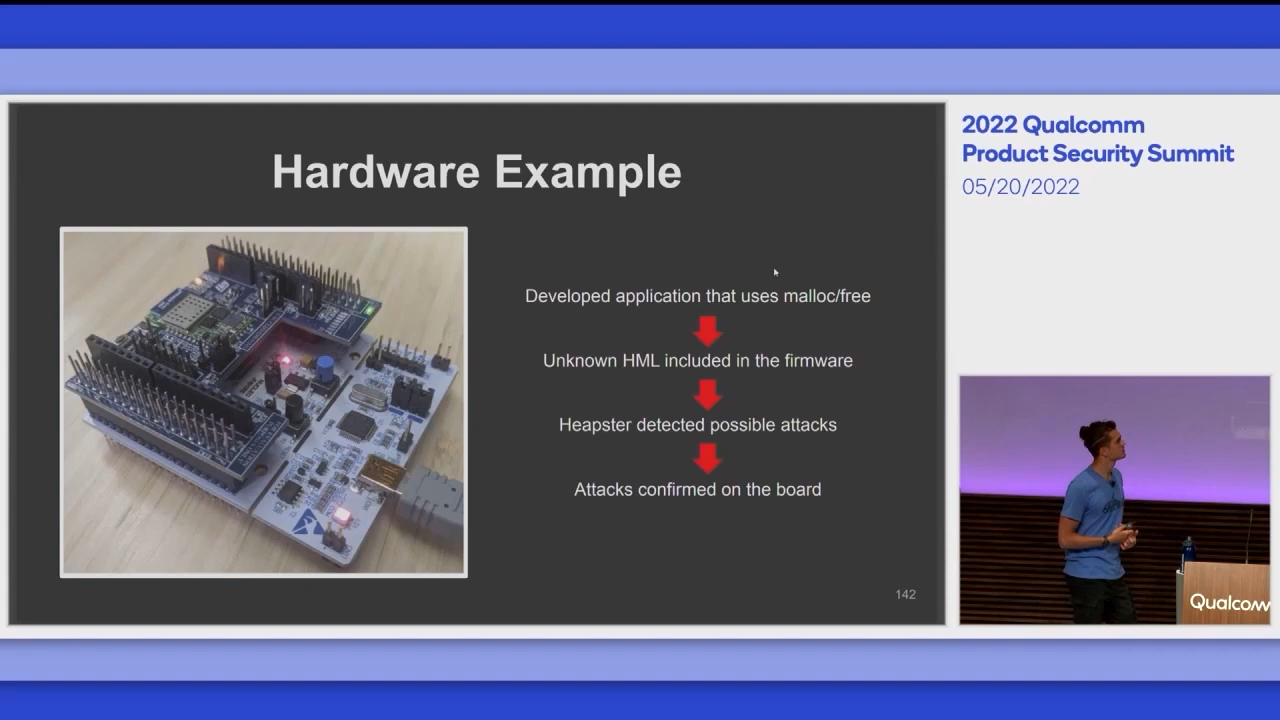 Hardware Example
Developed application that uses malloc/free
Unknown HML included in the firmware
Heapster detected possible attacks
Attacks confirmed on the board
142
2022 Qualcomm
Product Security Summit
05/20/2022
Qualcomm